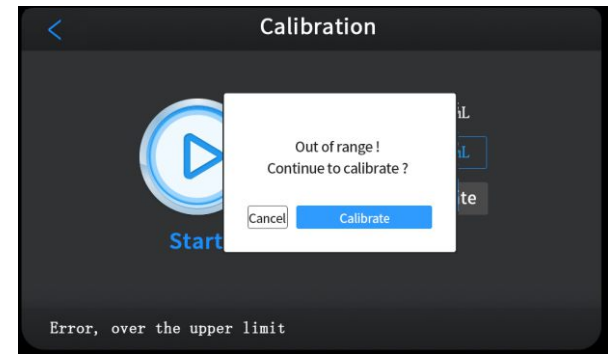 Calibration
Out of range !
Continue to calibrate ?
Cancel
Calibrate
Start
Error, over the upper limit